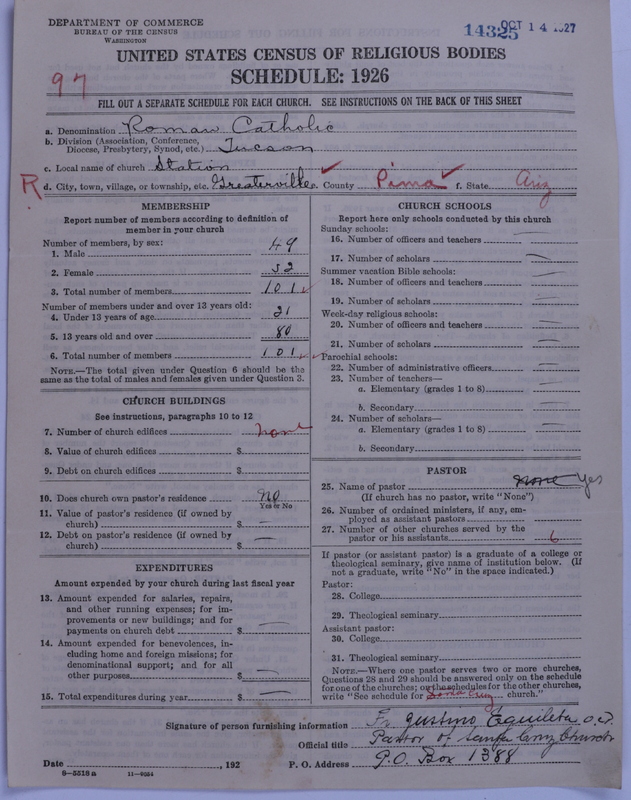 DEPARTMENT OF COMMERCE
BUREAU OF THE CENSUS
WASHINGTON
14325 OCT 14 1927
UNITED STATES CENSUS OF RELIGIOUS BODIES
SCHEDULE: 1926
97
FILL OUT A SEPARATE SCHEDULE FOR EACH CHURCH. SEE INSTRUCTIONS ON THE BACK OF THIS SHEET
a. Denomination Roman Catholic
b. Division (Association, Conference, Diocese, Presbytery, Synod, etc.) Tucson
c. Local name of church Station
R d. City, town, village, or township, etc. Greaterville e. County Pima f. State Ariz
MEMBERSHIP
Report number of members according to definition of
member in your church
Number of members, by sex:
1. Male 49
2. Female 52
3. Total number of members 101
Number of members under and over 13 years old:
4. Under 13 years of age 21
5. 13 years old and over 80
6. Total number of members 101
NOTE.—The total given under Question 6 should be the
same as the total of males and females given under Question 3.
CHURCH BUILDINGS
See instructions, paragraphs 10 to 12
7. Number of church edifices none
8. Value of church edifices $
9. Debt on church edifices $
10. Does church own pastor's residence No
Yes or No
11. Value of pastor's residence (if owned by
church) $ —
12. Debt on pastor's residence (if owned by
church) $ —
EXPENDITURES
Amount expended by your church during last fiscal year
13. Amount expended for salaries, repairs,
and other running expenses; for im-
provements or new buildings; and for
payments on church debt $ —
14. Amount expended for benevolences, in-
cluding home and foreign missions; for
denominational support; and for all
other purposes $ —
15. Total expenditures during year $ —
CHURCH SCHOOLS
Report here only schools conducted by this church
Sunday schools:
16. Number of officers and teachers —
17. Number of scholars —
Summer vacation Bible schools:
18. Number of officers and teachers —
19. Number of scholars —
Week-day religious schools:
20. Number of officers and teachers —
21. Number of scholars —
Parochial schools:
22. Number of administrative officers —
23. Number of teachers—
a. Elementary (grades 1 to 8) —
b. Secondary —
24. Number of scholars—
a. Elementary (grades 1 to 8) —
b. Secondary —
PASTOR
25. Name of pastor none Yes
(If church has no pastor, write "None")
26. Number of ordained ministers, if any, em-
ployed as assistant pastors
27. Number of other churches served by the
pastor or his assistants 6
If pastor (or assistant pastor) is a graduate of a college or
theological seminary, give name of institution below. (If
not a graduate, write "No" in the space indicated.)
Pastor:
28. College
29. Theological seminary
Assistant pastor:
30. College
31. Theological seminary
NOTE.—Where one pastor serves two or more churches,
Questions 28 and 29 should be answered only on the schedule
for one of the churches; on the schedules for the other churches,
write "See schedule for Santa Cruz church."
Signature of person furnishing information Fr. Equileta
Official title Pastor of Santa Cruz Church
Date , 192 P. O. Address P.O. Box 1388
8–5518 a 11–9554